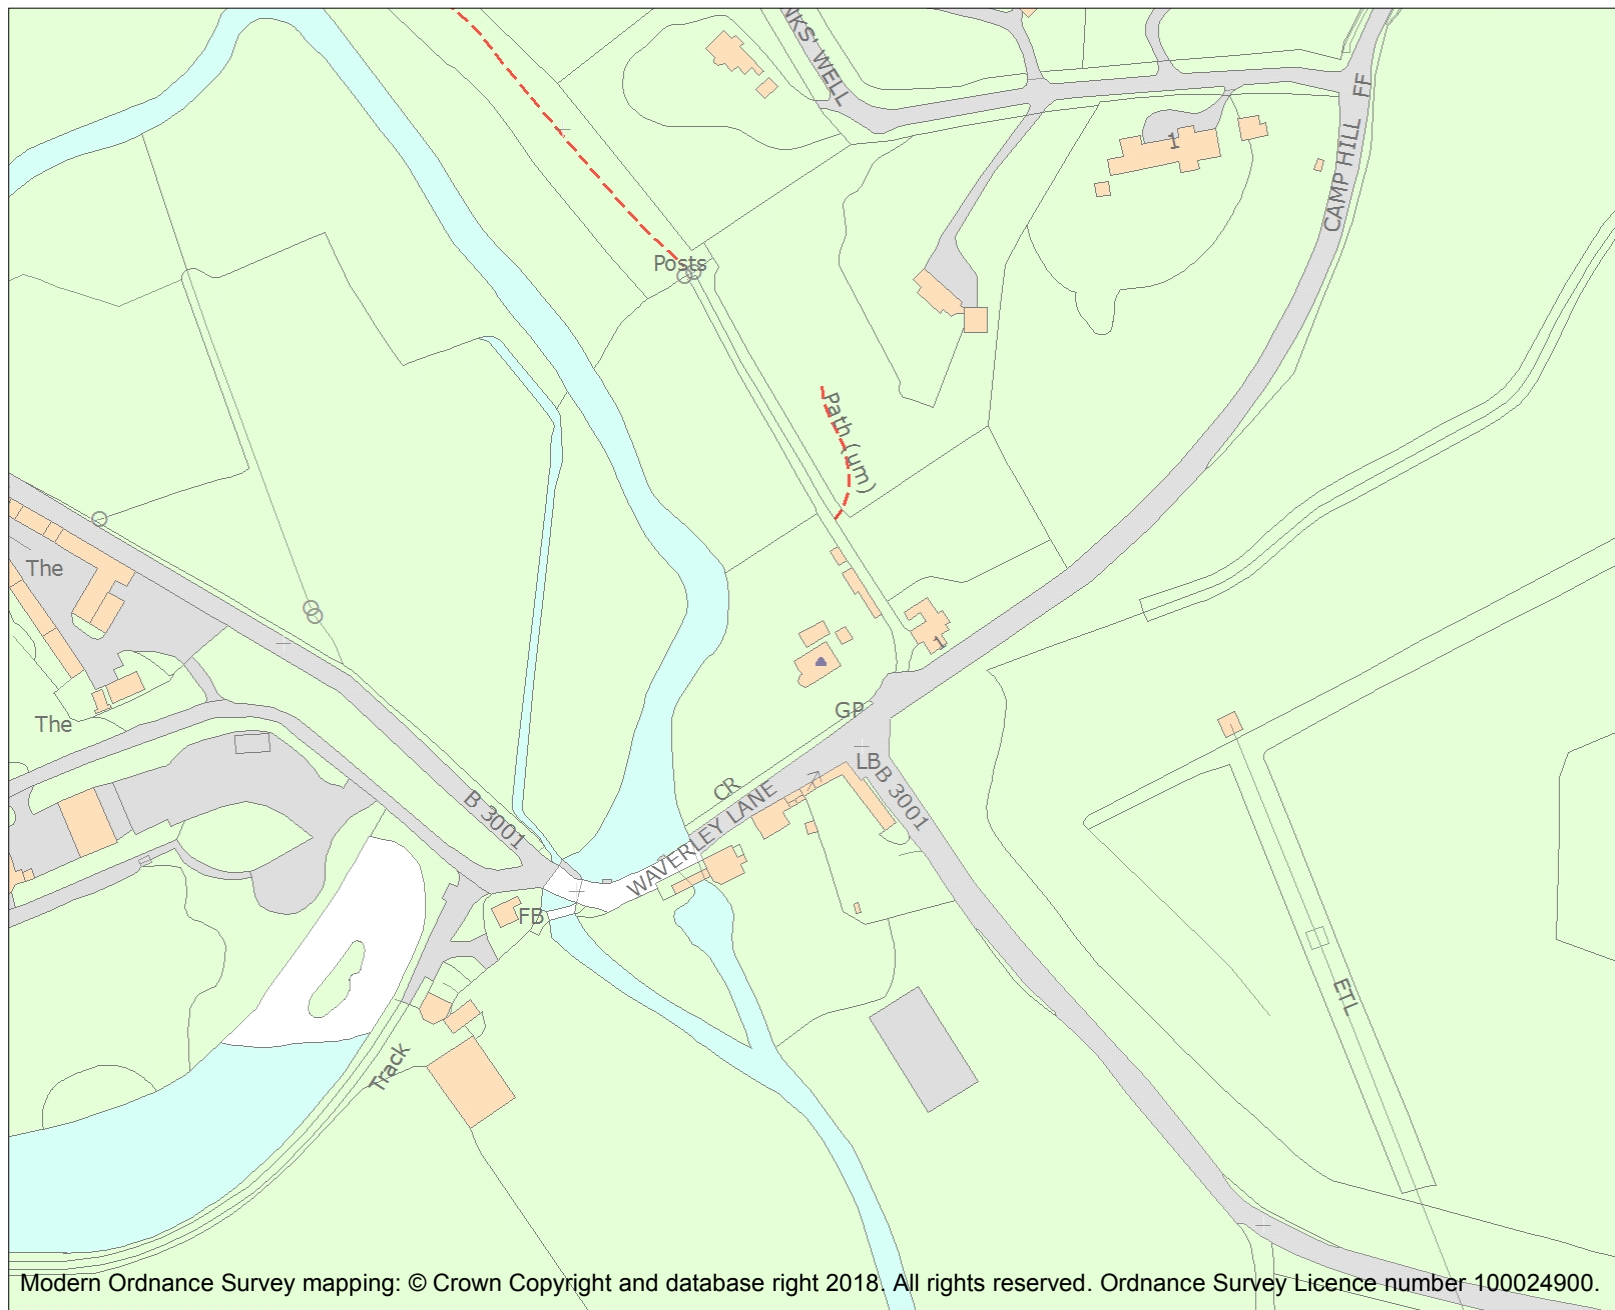 NKS' WELL
FF
CAMP HILL
1
Posts
Path (um)
The
1
GP
The
LB
B 3001
CR
B 3001
WAVERLEY LANE
FB
ETL
Track
Modern Ordnance Survey mapping: © Crown Copyright and database right 2018. All rights reserved. Ordnance Survey Licence number 100024900.